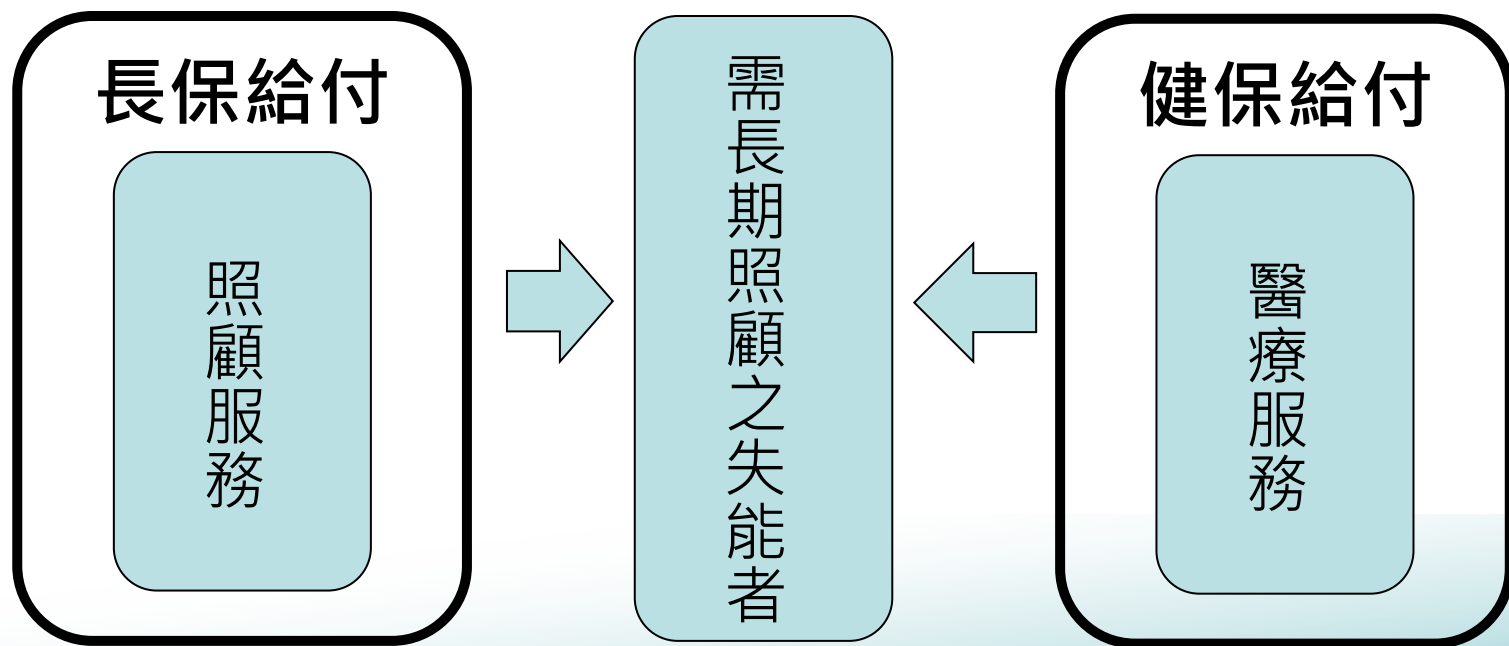 長保給付
照顧服務
需長期照顧之失能者
健保給付
醫療服務